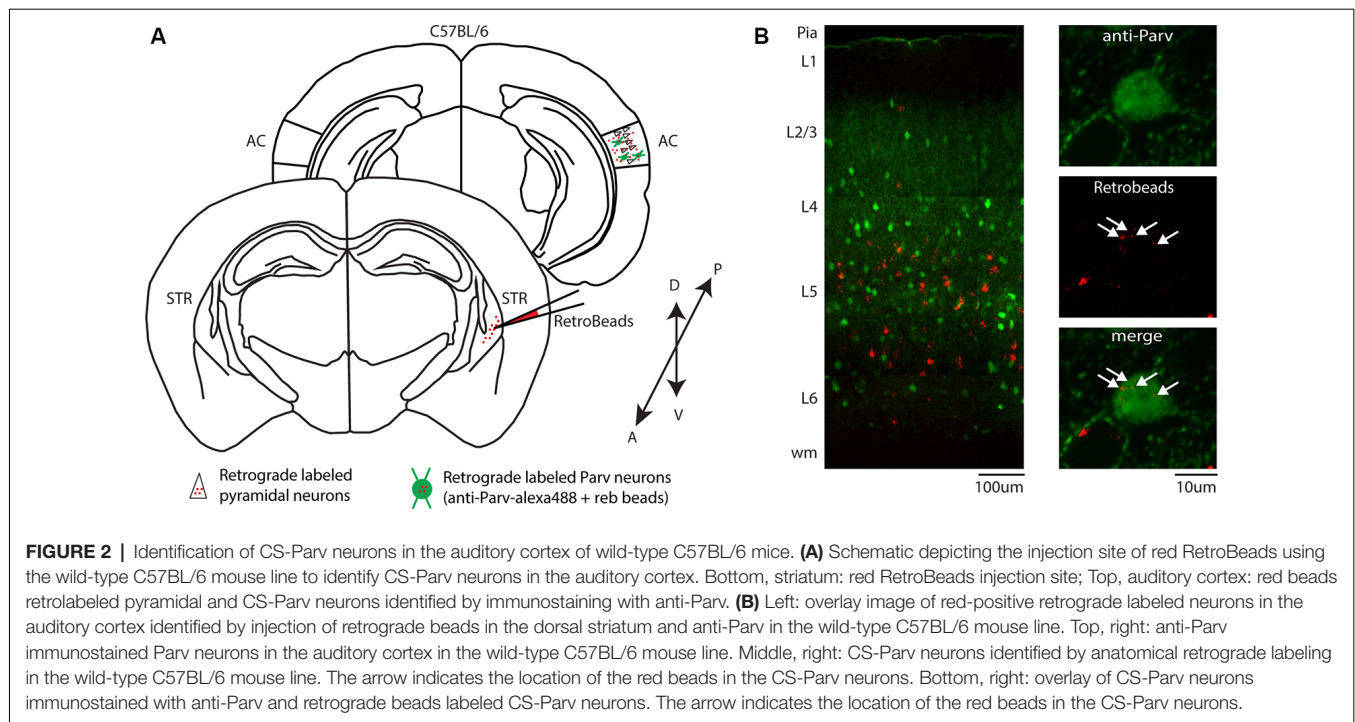 A
C57BL/6
AC
AC
STR
STR
RetroBeads
D
P
A
V
Retrograde labeled
pyramidal neurons
Retrograde labeled Parv neurons
(anti-Parv-alexa488 + reb beads)
B
Pia
L1
L2/3
L4
L5
L6
wm
100um
anti-Parv
Retrobeads
merge
10um
FIGURE 2 | Identification of CS-Parv neurons in the auditory cortex of wild-type C57BL/6 mice. (A) Schematic depicting the injection site of red RetroBeads using
the wild-type C57BL/6 mouse line to identify CS-Parv neurons in the auditory cortex. Bottom, striatum: red RetroBeads injection site; Top, auditory cortex: red beads
retrolabeled pyramidal and CS-Parv neurons identified by immunostaining with anti-Parv. (B) Left: overlay image of red-positive retrograde labeled neurons in the
auditory cortex identified by injection of retrograde beads in the dorsal striatum and anti-Parv in the wild-type C57BL/6 mouse line. Top, right: anti-Parv
immunostained Parv neurons in the auditory cortex in the wild-type C57BL/6 mouse line. Middle, right: CS-Parv neurons identified by anatomical retrograde labeling
in the wild-type C57BL/6 mouse line. The arrow indicates the location of the red beads in the CS-Parv neurons. Bottom, right: overlay of CS-Parv neurons
immunostained with anti-Parv and retrograde beads labeled CS-Parv neurons. The arrow indicates the location of the red beads in the CS-Parv neurons.